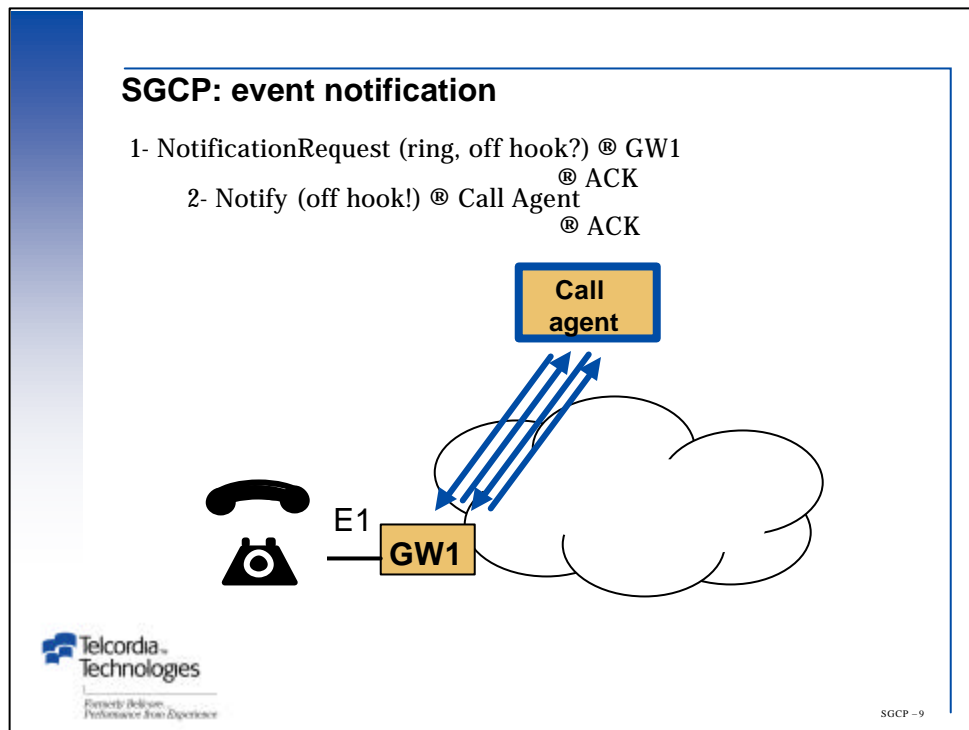 SGCP: event notification
1- NotificationRequest (ring, off hook?) ® GW1
® ACK
2- Notify (off hook!) ® Call Agent
® ACK
Call
agent
E1
GW1
Telcordia™
Technologies
Formerly Bellcore...
Performance from Experience
SGCP –9